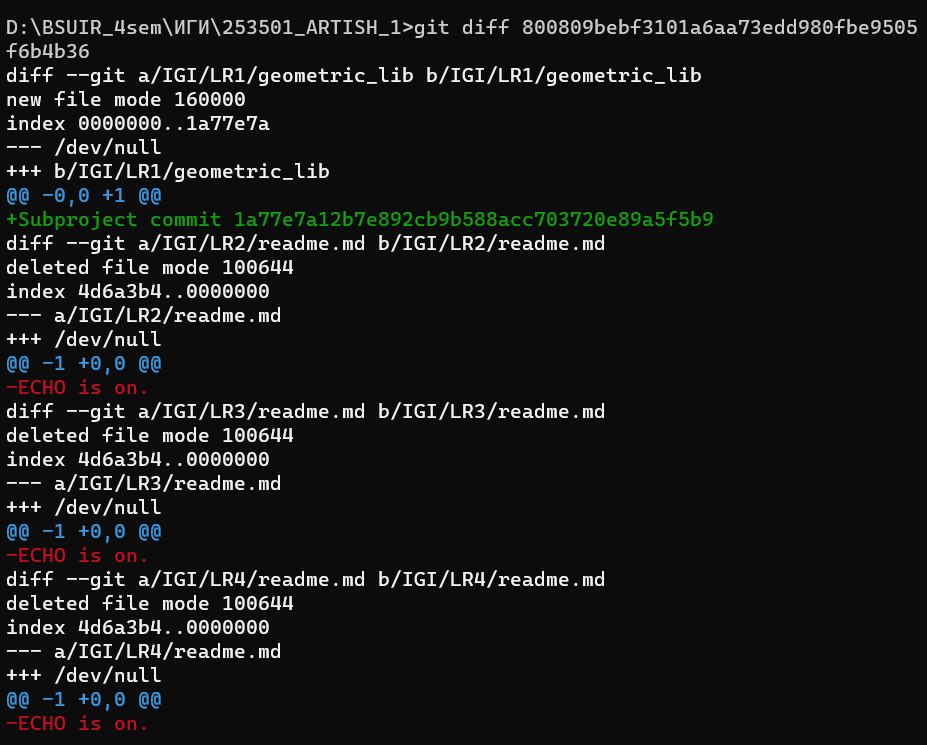 D:\BSUIR_4sem\ИГИ\253501_ARTISH_1>git diff 800809bebf3101a6aa73edd980fbe9505
f6b4b36
diff --git a/IGI/LR1/geometric_lib b/IGI/LR1/geometric_lib
new file mode 160000
index 0000000..1a77e7a
--- /dev/null
+++ b/IGI/LR1/geometric_lib
@@ -0,0 +1 @@
+Subproject commit 1a77e7a12b7e892cb9b588acc703720e89a5f5b9
diff --git a/IGI/LR2/readme.md b/IGI/LR2/readme.md
deleted file mode 100644
index 4d6a3b4..0000000
--- a/IGI/LR2/readme.md
+++ /dev/null
@@ -1 +0,0 @@
-ECHO is on.
diff --git a/IGI/LR3/readme.md b/IGI/LR3/readme.md
deleted file mode 100644
index 4d6a3b4..0000000
--- a/IGI/LR3/readme.md
+++ /dev/null
@@ -1 +0,0 @@
-ECHO is on.
diff --git a/IGI/LR4/readme.md b/IGI/LR4/readme.md
deleted file mode 100644
index 4d6a3b4..0000000
--- a/IGI/LR4/readme.md
+++ /dev/null
@@ -1 +0,0 @@
-ECHO is on.